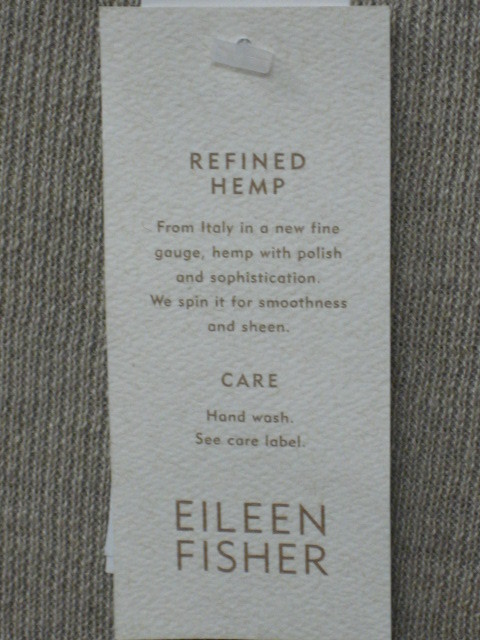 REFINED
HEMP
From Italy in a new fine
gauge, hemp with polish
and sophistication.
We spin it for smoothness
and sheen.
CARE
Hand wash.
See care label.
EILEEN
FISHER